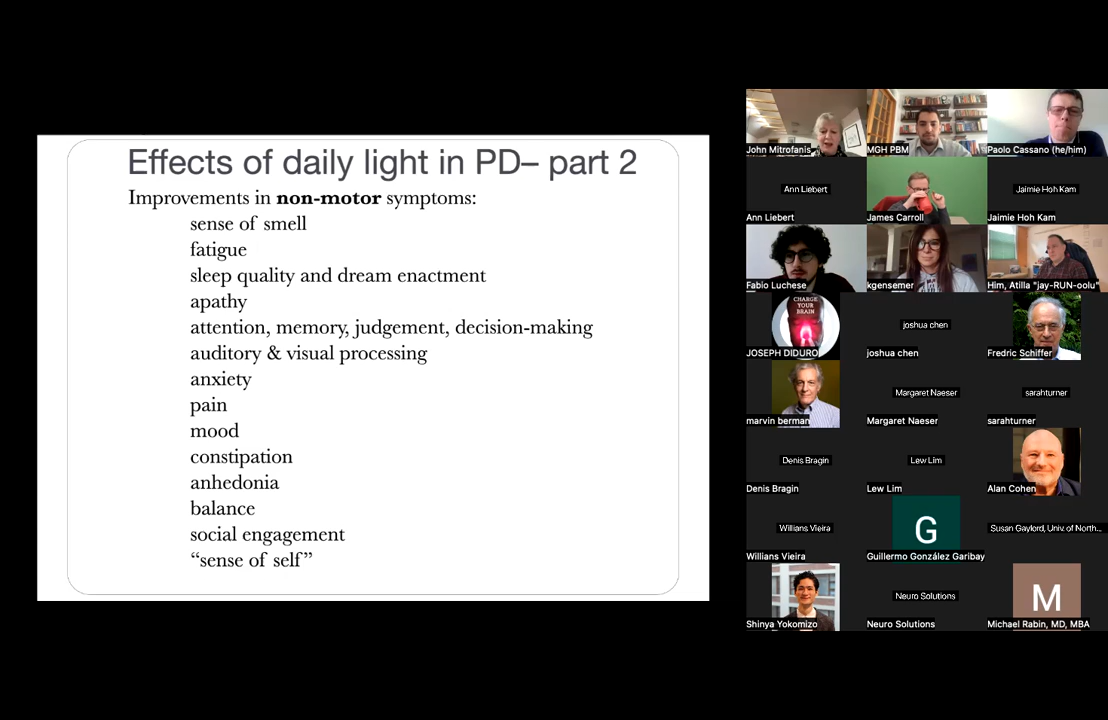 Effects of daily light in PD– part 2
Improvements in non-motor symptoms:
sense of smell
fatigue
sleep quality and dream enactment
apathy
attention, memory, judgement, decision-making
auditory & visual processing
anxiety
pain
mood
constipation
anhedonia
balance
social engagement
“sense of self”
John Mitrofanis
MGH PBM
Paolo Cassano (he/him)
Ann Liebert
Jaimie Hoh Kam
Ann Liebert
James Carroll
Jaimie Hoh Kam
Fabio Luchese
kgensemer
Him, Atilla "jay-RUN-oolu"
CHARGE
YOUR
BRAIN
joshua chen
JOSEPH DIDURO
joshua chen
Fredric Schiffer
Margaret Naeser
sarahturner
marvin berman
Margaret Naeser
sarahturner
Denis Bragin
Lew Lim
Denis Bragin
Lew Lim
Alan Cohen
Willians Vieira
G
Susan Gaylord, Univ. of North...
Willians Vieira
Guillermo González Garibay
Neuro Solutions
M
Shinya Yokomizo
Neuro Solutions
Michael Rabin, MD, MBA